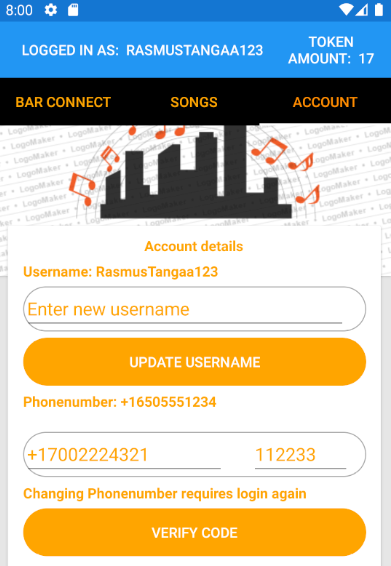 8:00
LOGGED IN AS: RASMUSTANGAA123
TOKEN
AMOUNT: 17
BAR CONNECT
SONGS
ACCOUNT
LogoMaker
Account details
Username: RasmusTangaa123
Enter new username
UPDATE USERNAME
Phonenumber: +16505551234
+17002224321
112233
Changing Phonenumber requires login again
VERIFY CODE